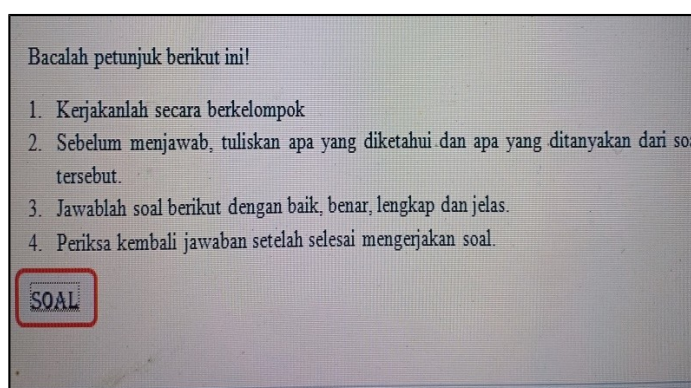 Bacalah petunjuk berikut ini!
1. Kerjakanlah secara berkelompok
2. Sebelum menjawab, tuliskan apa yang diketahui dan apa yang ditanyakan dari
tersebut.
3. Jawablah soal berikut dengan baik, benar, lengkap dan jelas.
4. Periksa kembali jawaban setelah selesai mengerjakan soal.
SOAL